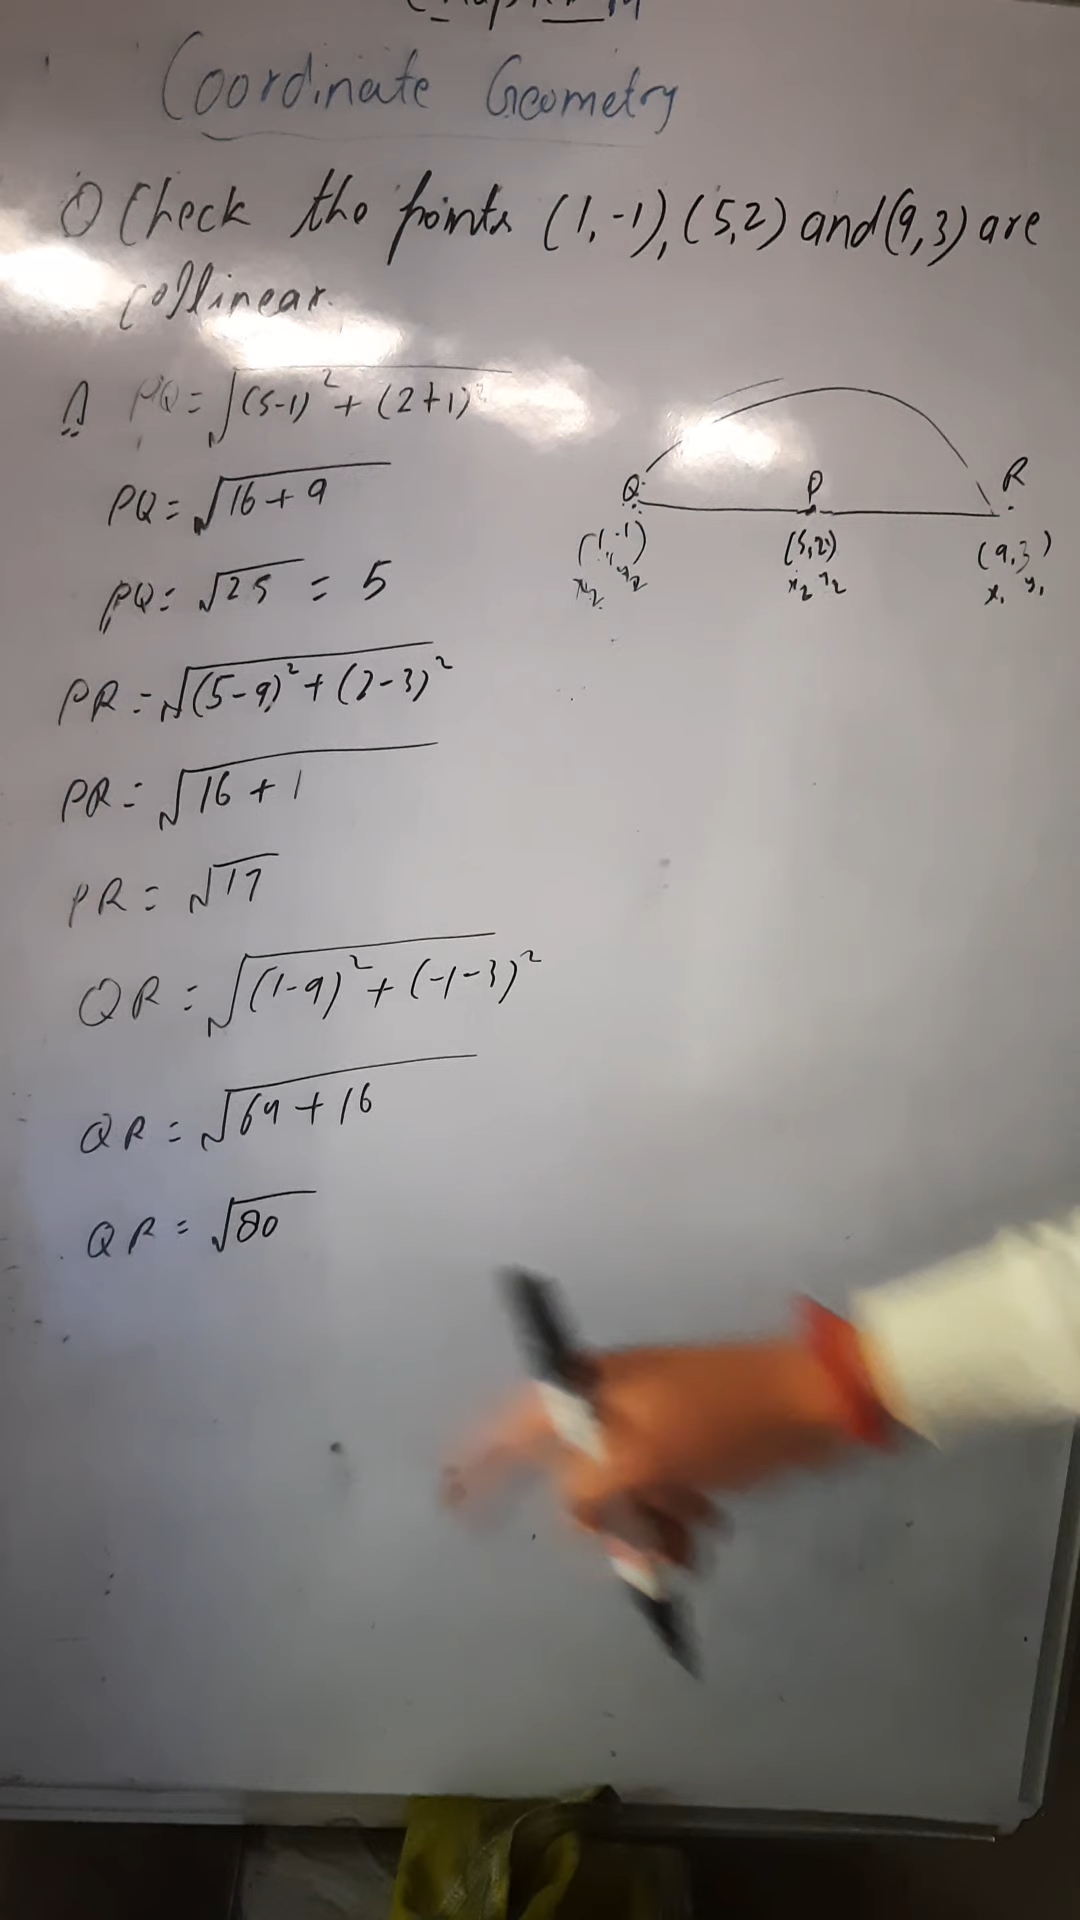 Coordinate Geometry
Check the points (1,-1), (5,2) and (9,3) are
collinear.
PQ = √(5-1)² + (2+1)²
PQ = √16 + 9
PQ = √25 = 5
PR = √(5-9)² + (2-3)²
PR = √16 + 1
PR = √17
QR = √(1-9)² + (-1-3)²
QR = √64 + 16
QR = √80
Q P R
(1,-1) (5,2) (9,3)
x₂ y₂ x₂ y₂ x₁ y₁